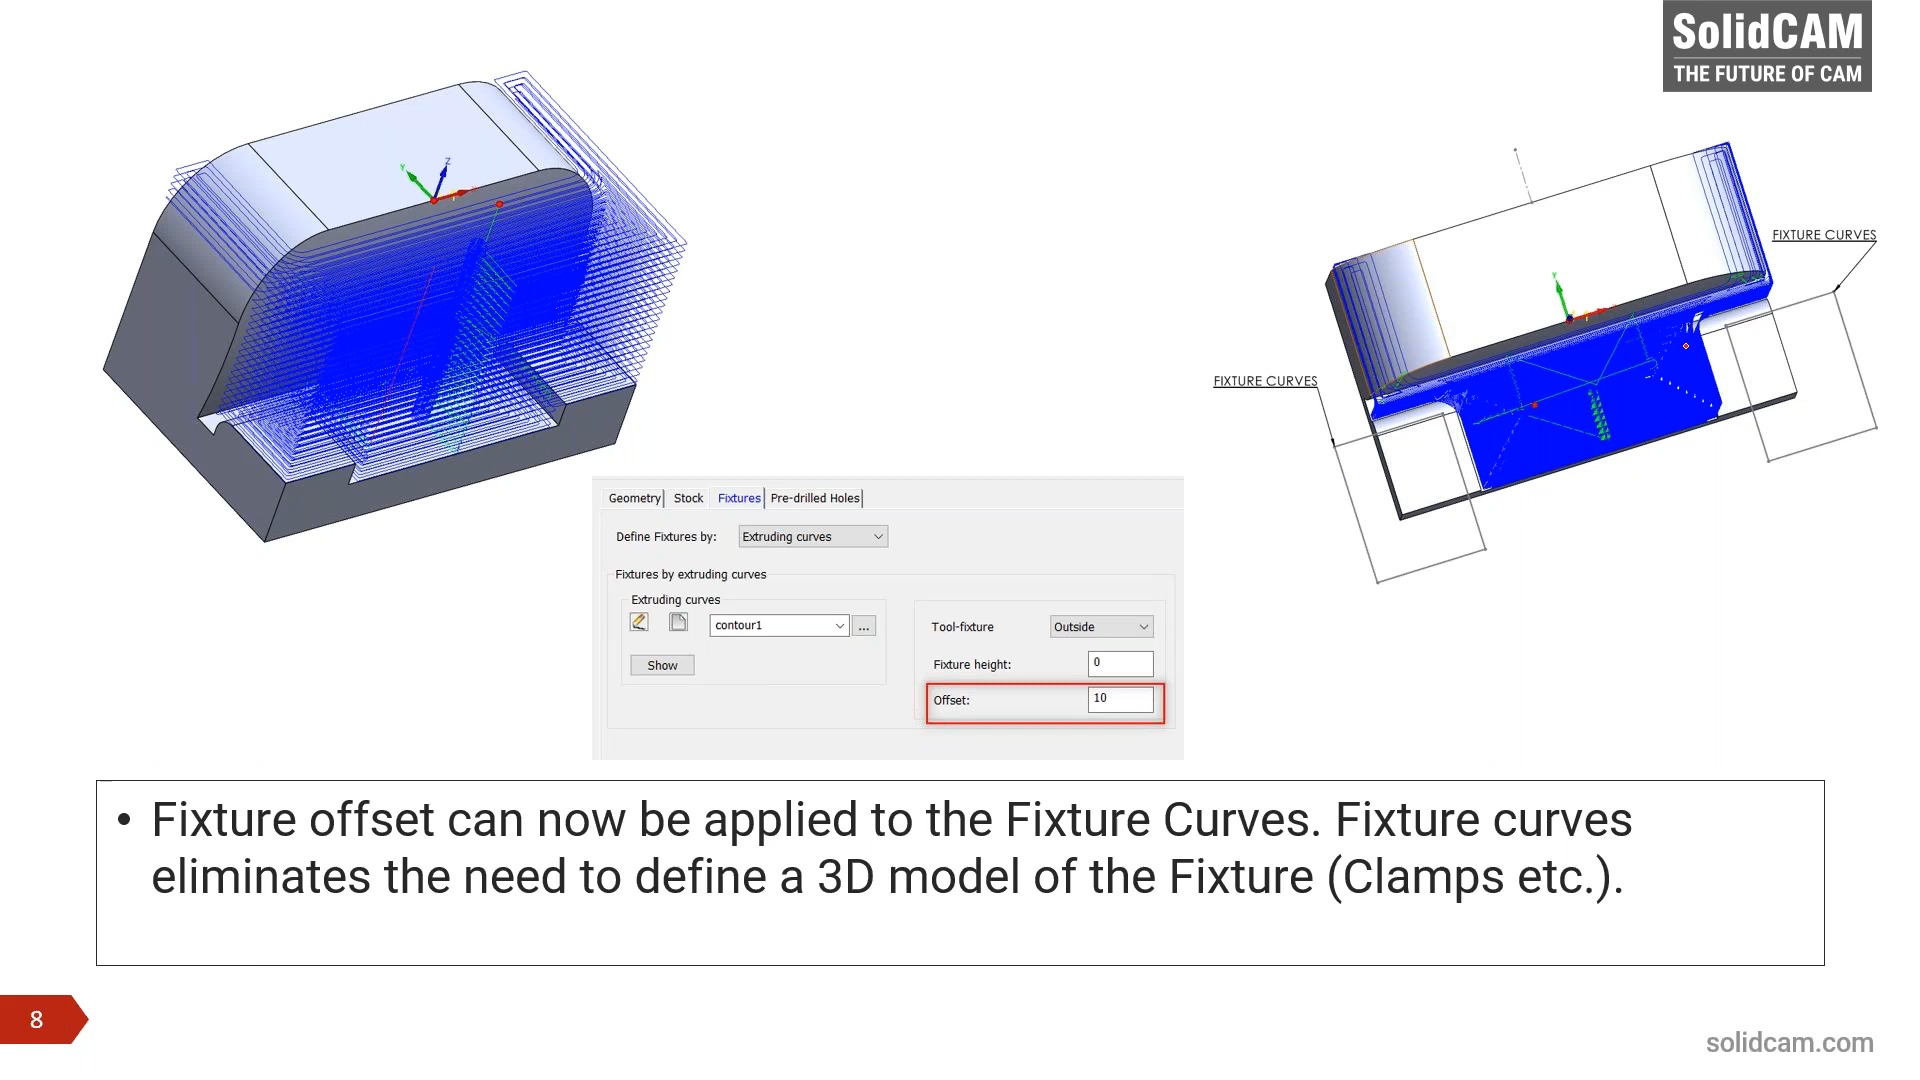 SolidCAM
THE FUTURE OF CAM
Y
Z
FIXTURE CURVES
Y
FIXTURE CURVES
Geometry
Stock
Fixtures
Pre-drilled Holes
Define Fixtures by:
Extruding curves
Fixtures by extruding curves
Extruding curves
contour1
...
Show
Tool-fixture
Outside
Fixture height:
0
Offset:
10
• Fixture offset can now be applied to the Fixture Curves. Fixture curves
eliminates the need to define a 3D model of the Fixture (Clamps etc.).
8
solidcam.com